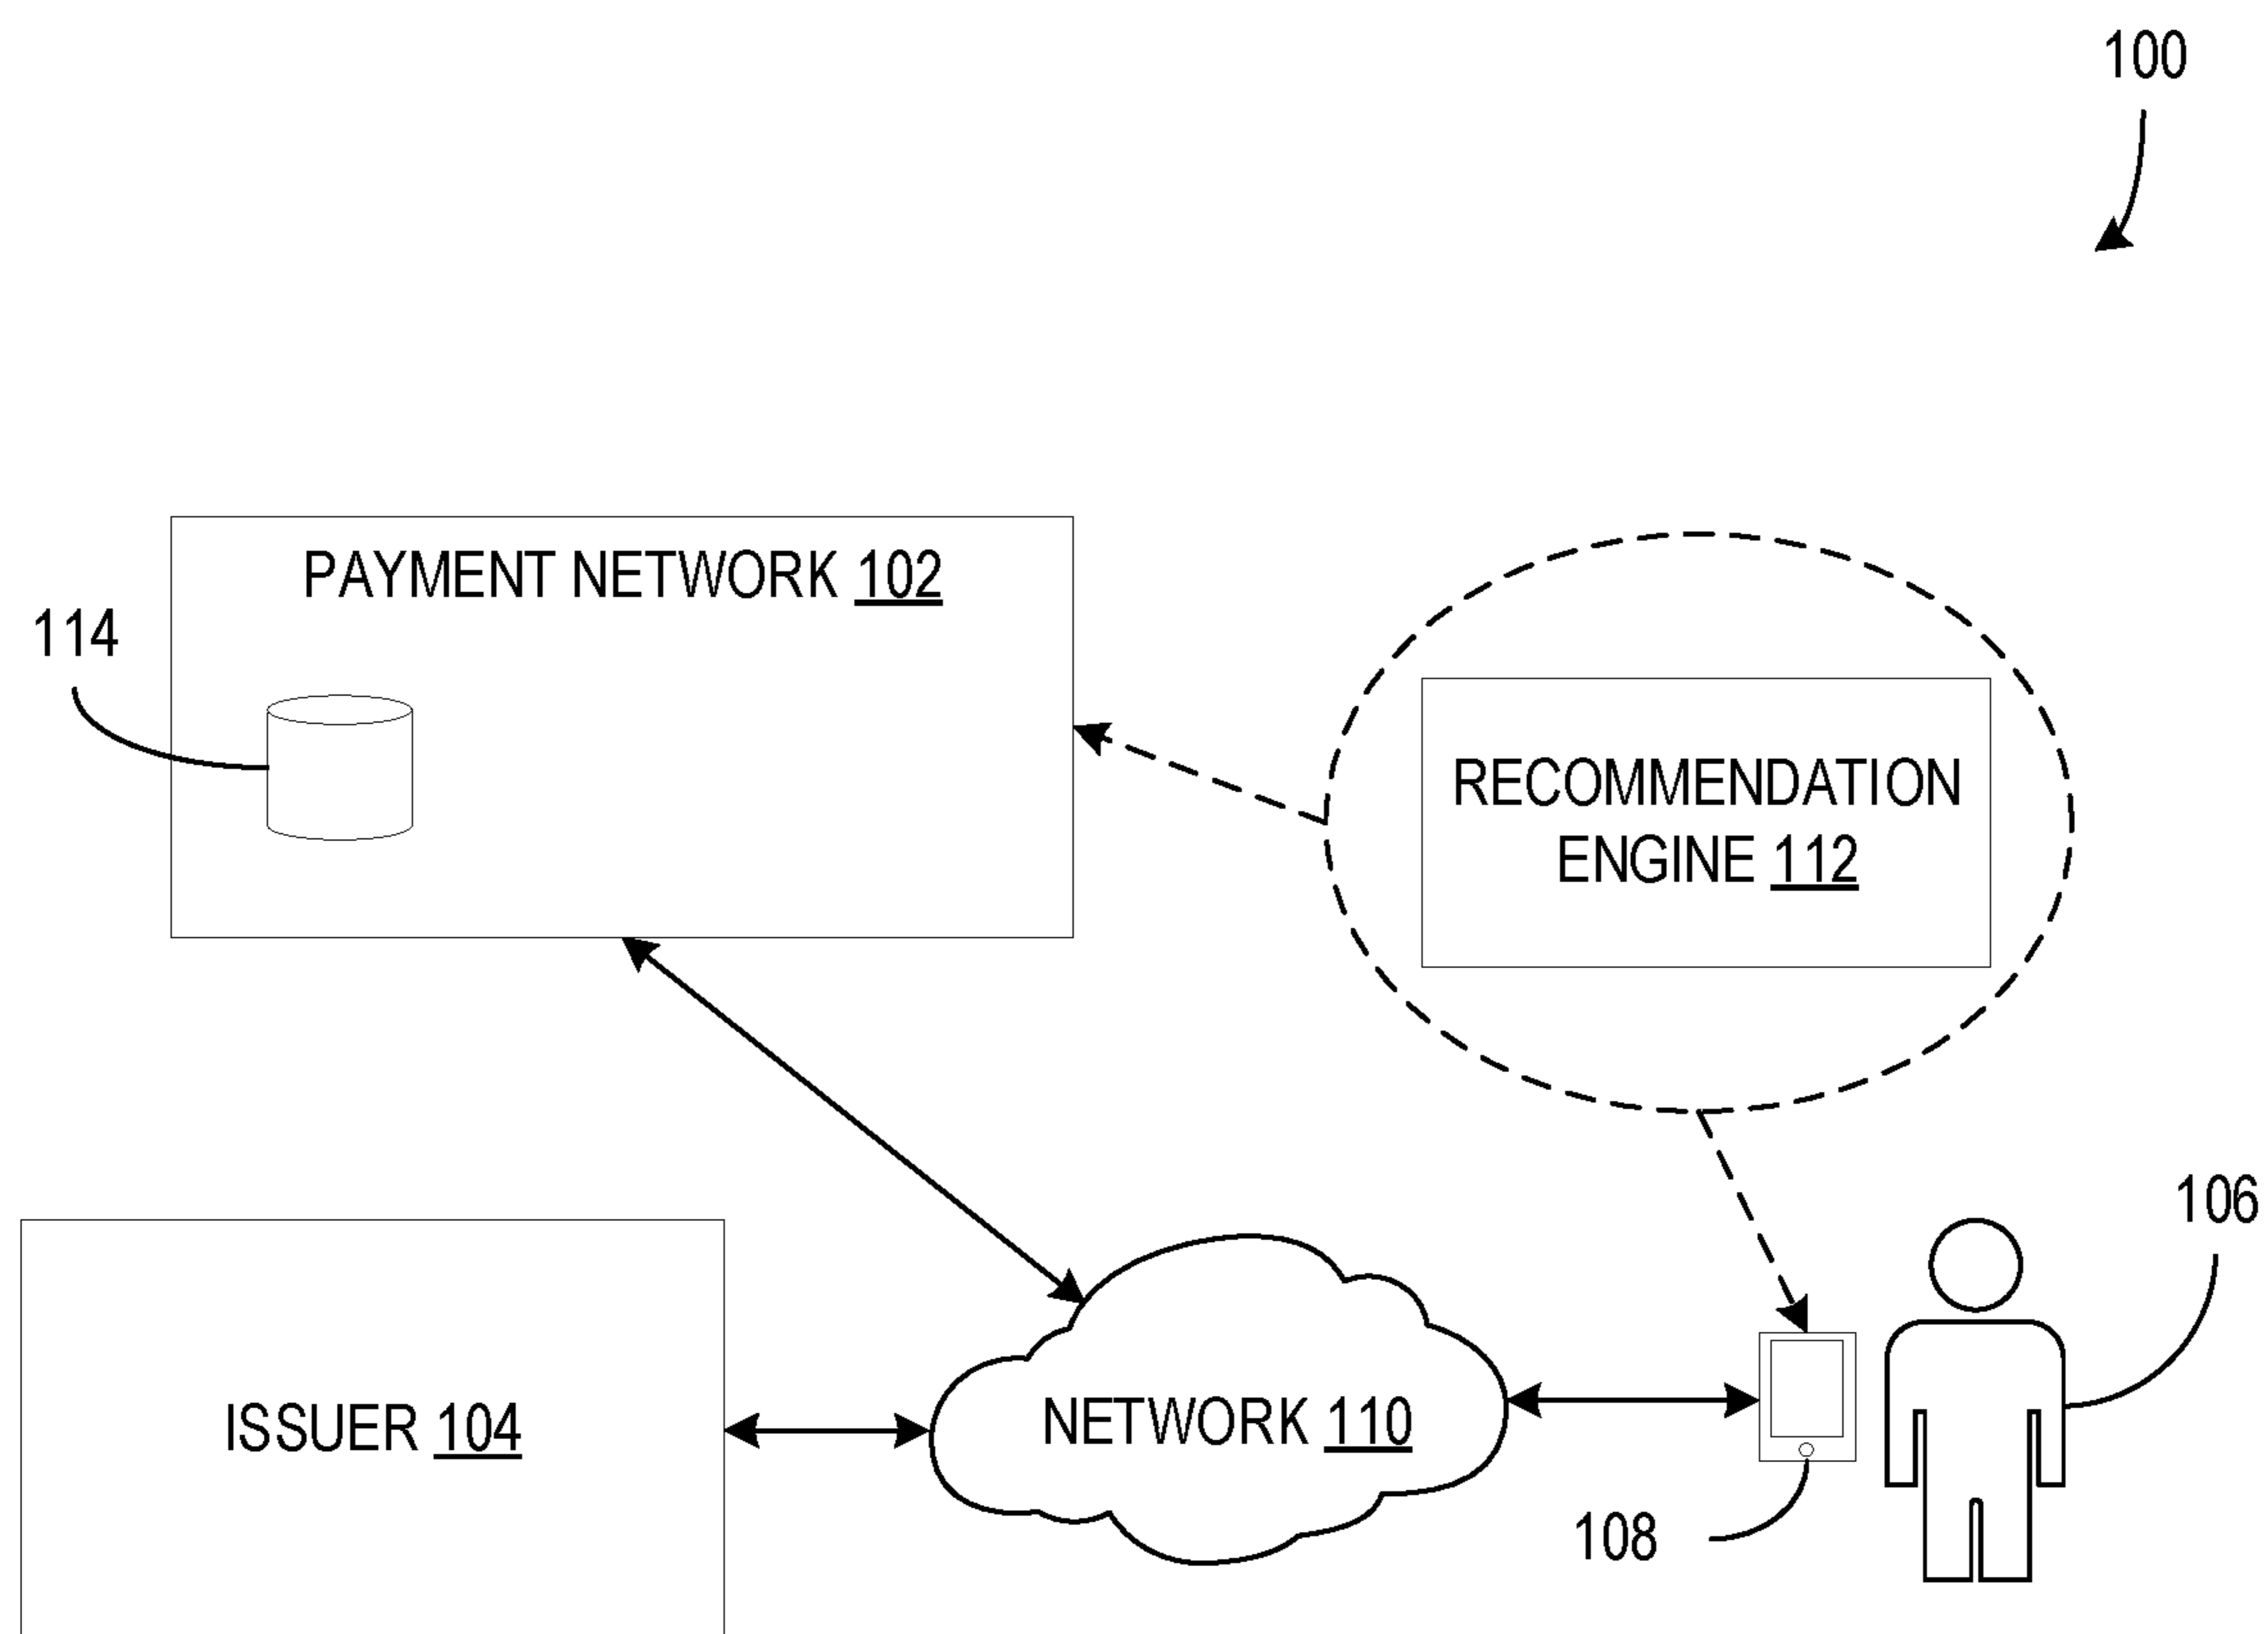 100
PAYMENT NETWORK 102
114
RECOMMENDATION
ENGINE 112
106
ISSUER 104
NETWORK 110
108